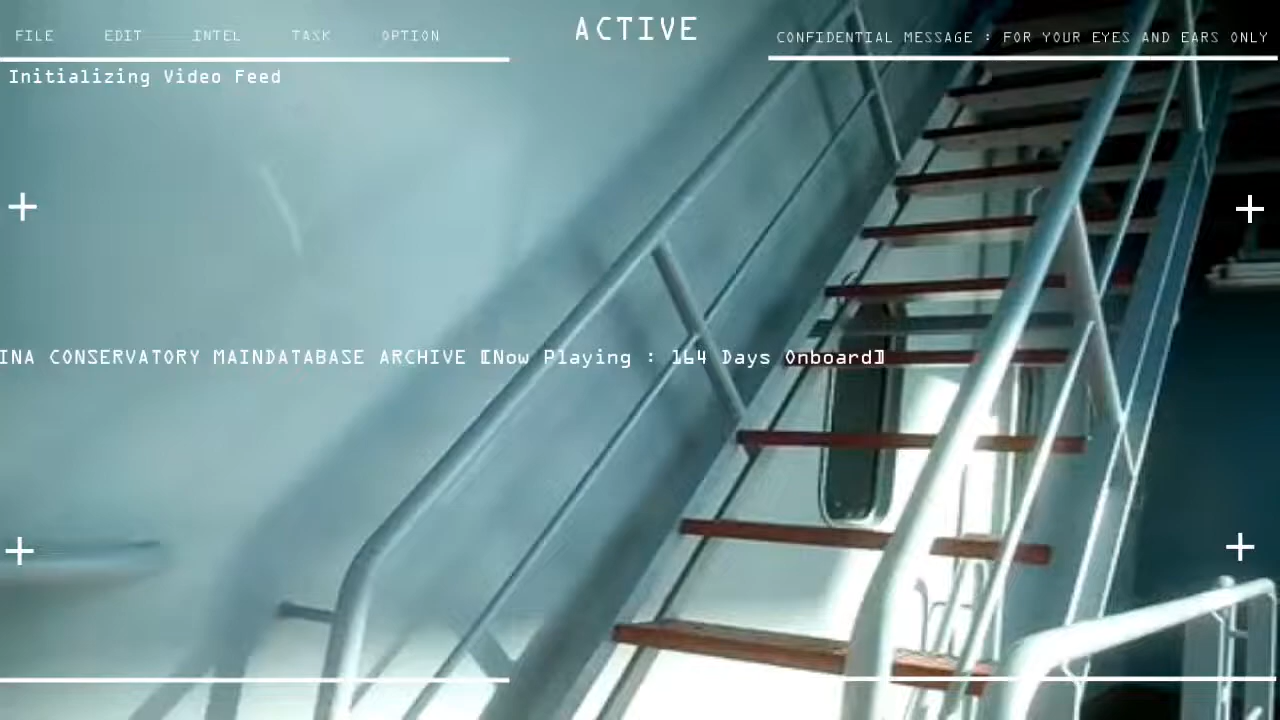 FILE EDIT INTEL TASK OPTION
ACTIVE
CONFIDENTIAL MESSAGE : FOR YOUR EYES AND EARS ONLY
Initializing Video Feed
INA CONSERVATORY MAINDATABASE ARCHIVE [Now Playing : 164 Days Onboard]